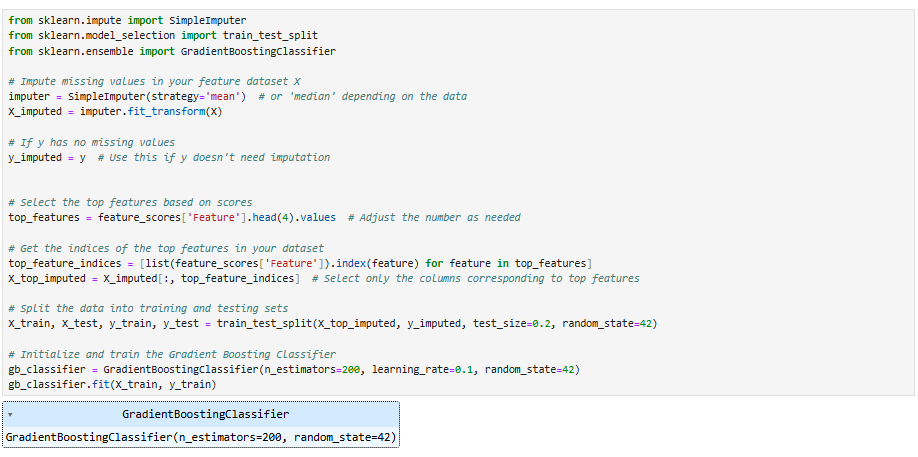 from sklearn.impute import SimpleImputer
from sklearn.model_selection import train_test_split
from sklearn.ensemble import GradientBoostingClassifier
# Impute missing values in your feature dataset X
imputer = SimpleImputer(strategy='mean')  # or 'median' depending on the data
X_imputed = imputer.fit_transform(X)
# If y has no missing values
y_imputed = y  # Use this if y doesn't need imputation
# Select the top features based on scores
top_features = feature_scores['Feature'].head(4).values  # Adjust the number as needed
# Get the indices of the top features in your dataset
top_feature_indices = [list(feature_scores['Feature']).index(feature) for feature in top_features]
X_top_imputed = X_imputed[:, top_feature_indices]  # Select only the columns corresponding to top features
# Split the data into training and testing sets
X_train, X_test, y_train, y_test = train_test_split(X_top_imputed, y_imputed, test_size=0.2, random_state=42)
# Initialize and train the Gradient Boosting Classifier
gb_classifier = GradientBoostingClassifier(n_estimators=200, learning_rate=0.1, random_state=42)
gb_classifier.fit(X_train, y_train)
GradientBoostingClassifier
GradientBoostingClassifier(n_estimators=200, random_state=42)